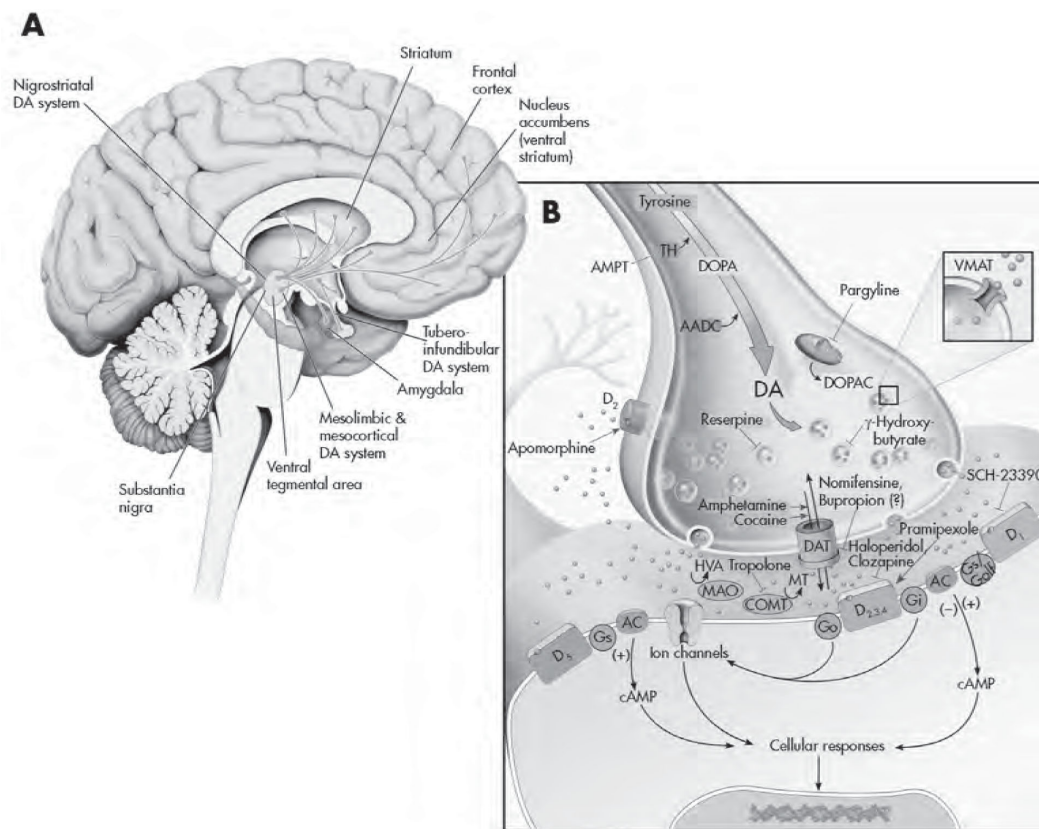 A
Striatum
Nigrostriatal
DA system
Frontal
cortex
Nucleus
accumbens
(ventral
striatum)
Tubero-
infundibular
DA system
Amygdala
Mesolimbic &
mesocortical
DA system
Ventral
tegmental area
Substantia
nigra
B
Tyrosine
TH
AMPT
DOPA
VMAT
Pargyline
AADC
DOPAC
DA
D2
Reserpine
γ-Hydroxy-
butyrate
Apomorphine
SCH-23390
Nomifensine,
Bupropion (?)
Amphetamine
Cocaine
Pramipexole
DAT
D1
Haloperidol,
Clozapine
HVA Tropolone
MT
Gs/
Golf
AC
MAO
COMT
Gi
D2,3,4
(-) (+)
Go
AC
Gs
D5
(+)
Ion channels
cAMP
cAMP
Cellular responses